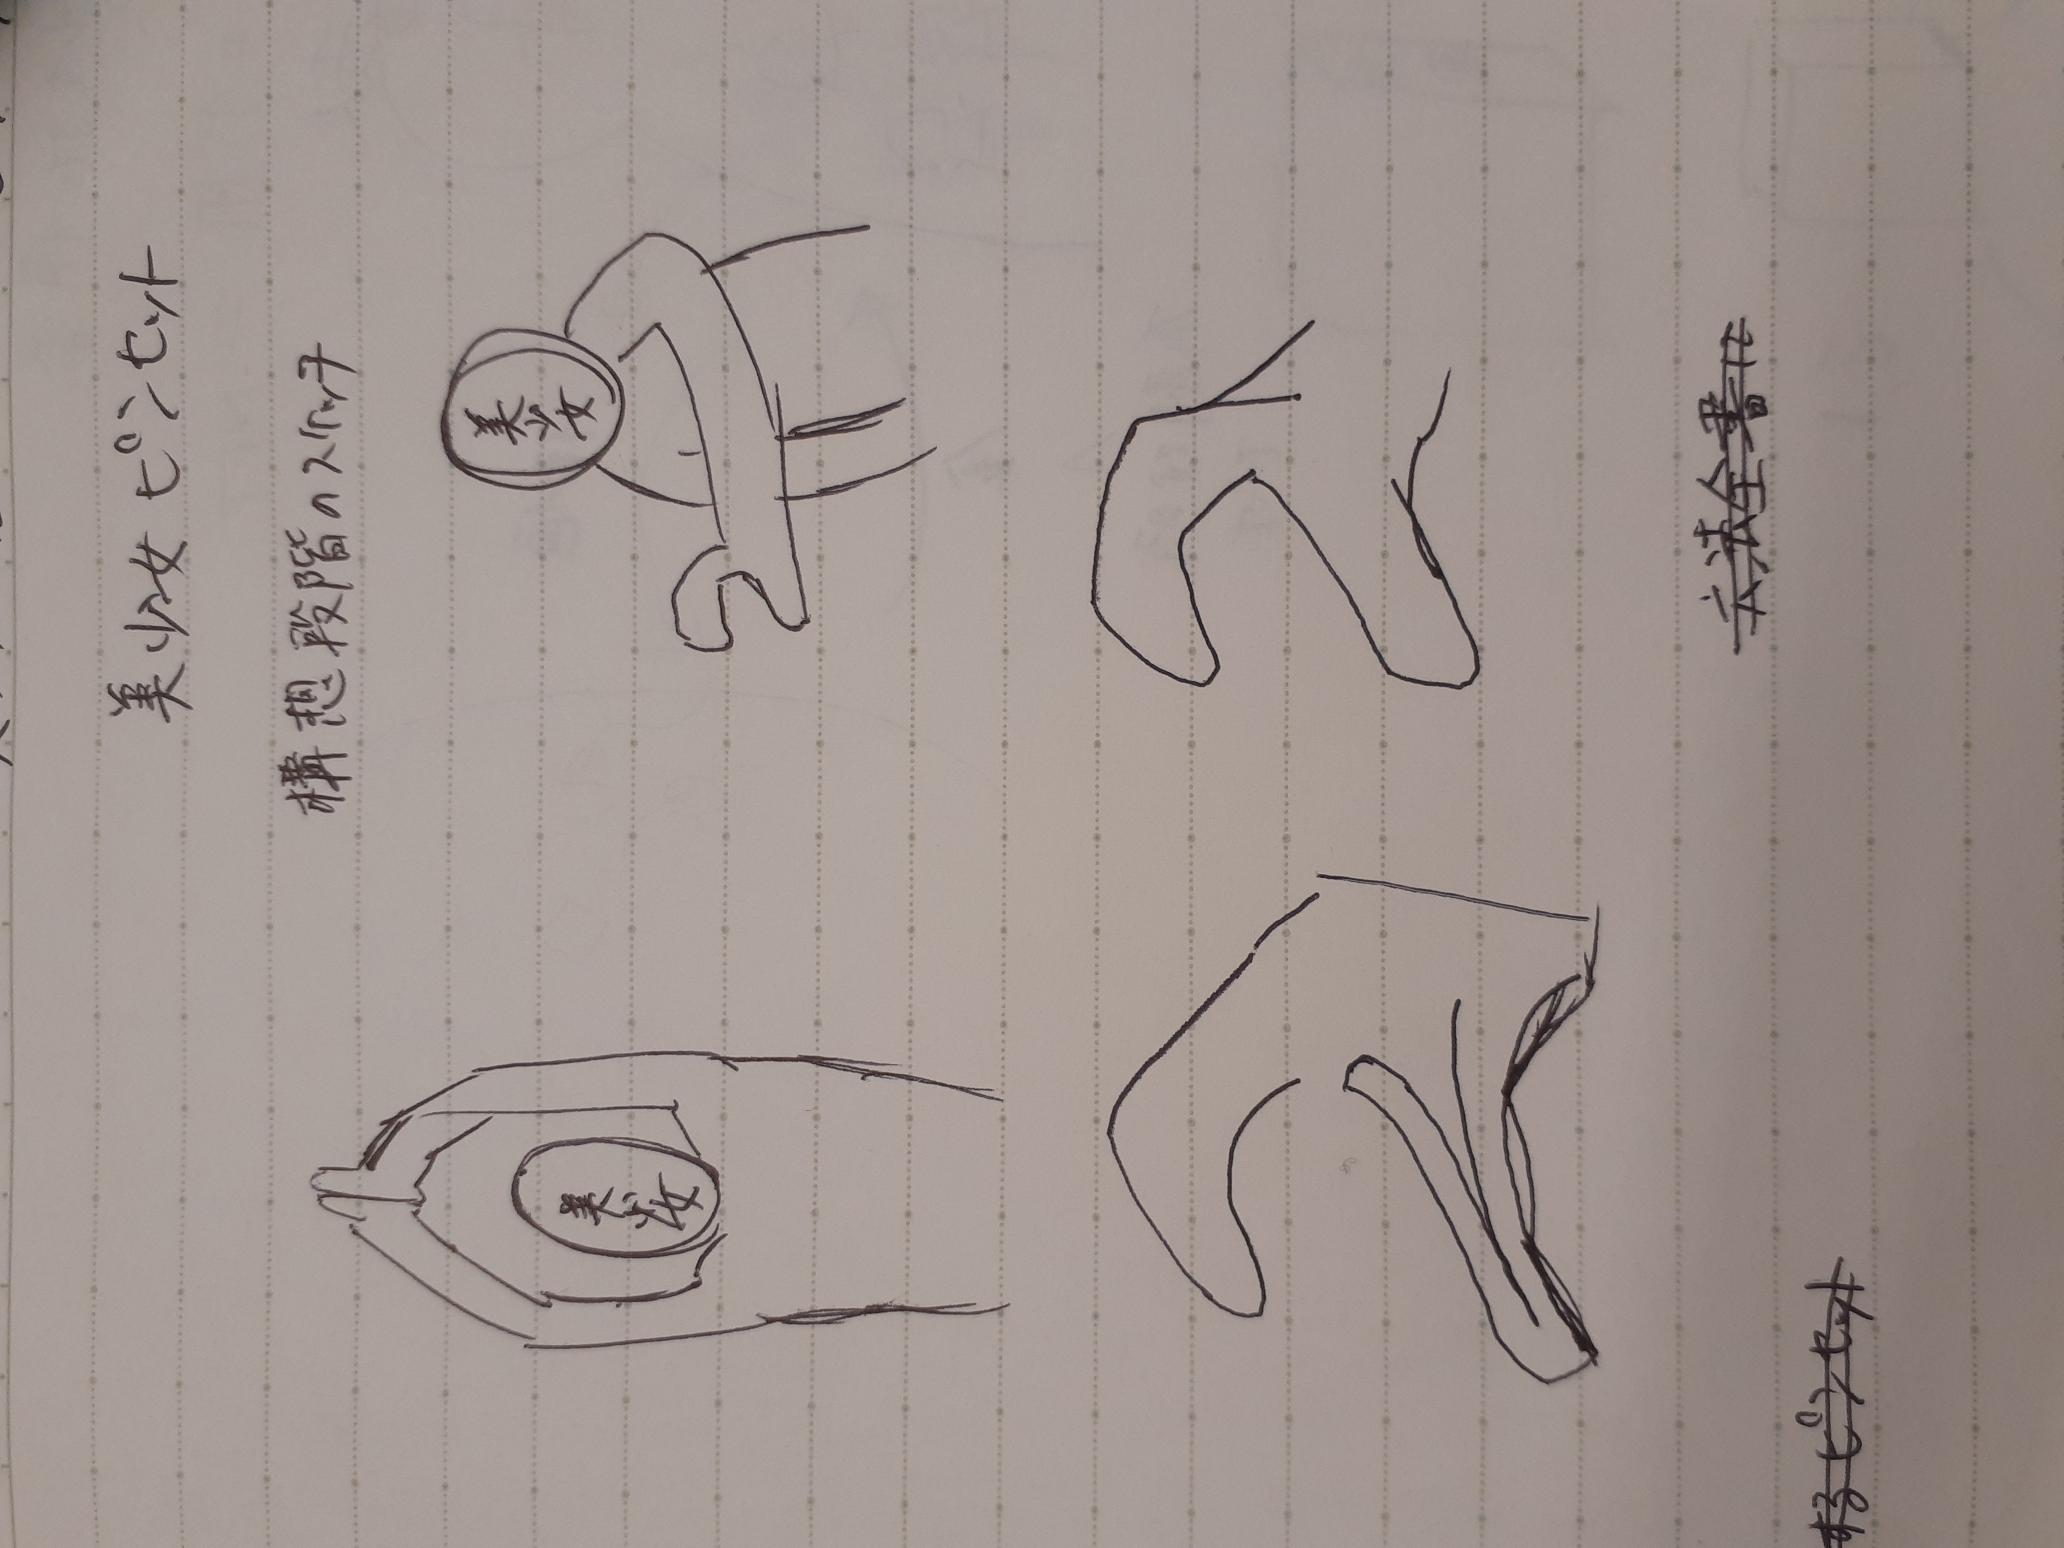 美少女ピンセット
構想段階のスケッチ
美少女
美少女
六法全書に
するピンセット